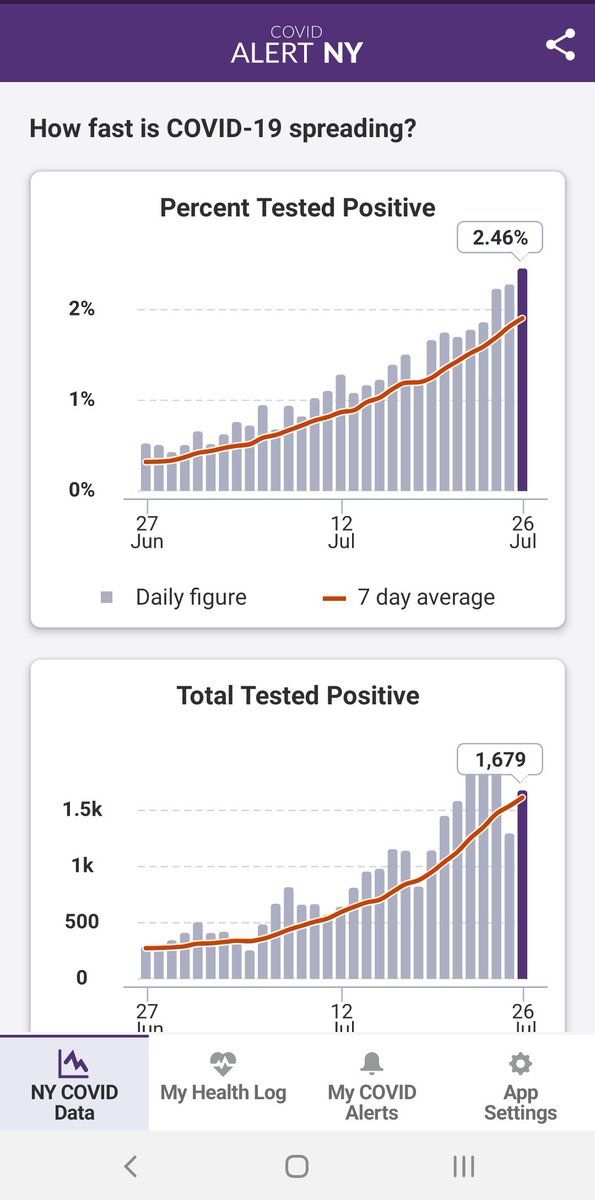 COVID
ALERT NY
How fast is COVID-19 spreading?
Percent Tested Positive
2.46%
2%
1%
0%
27
Jun
12
Jul
26
Jul
Daily figure
7 day average
Total Tested Positive
1,679
1.5k
1k
500
0
27
Jun
12
Jul
26
Jul
NY COVID
Data
My Health Log
My COVID
Alerts
App
Settings